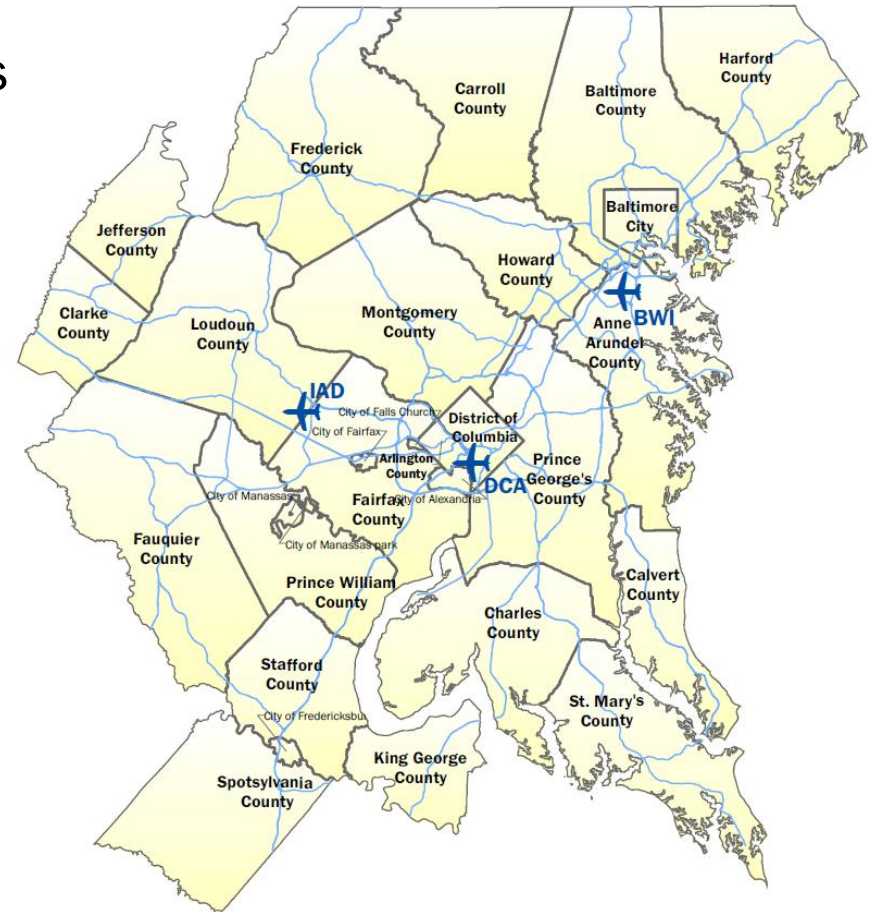 s
Harford
County
Carroll
County
Baltimore
County
Frederick
County
Baltimore
City
Jefferson
County
Howard
County
Clarke
County
Loudoun
County
Montgomery
County
BWI
Anne
Arundel
County
IAD
City of Falls Church
District of
Columbia
City of Fairfax
Arlington
County
Prince
George's
County
DCA
City of Alexandria
Fairfax
County
City of Manassas
City of Manassas park
Fauquier
County
Prince William
County
Calvert
County
Charles
County
Stafford
County
St. Mary's
County
City of Fredericksbu
King George
County
Spotsylvania
County